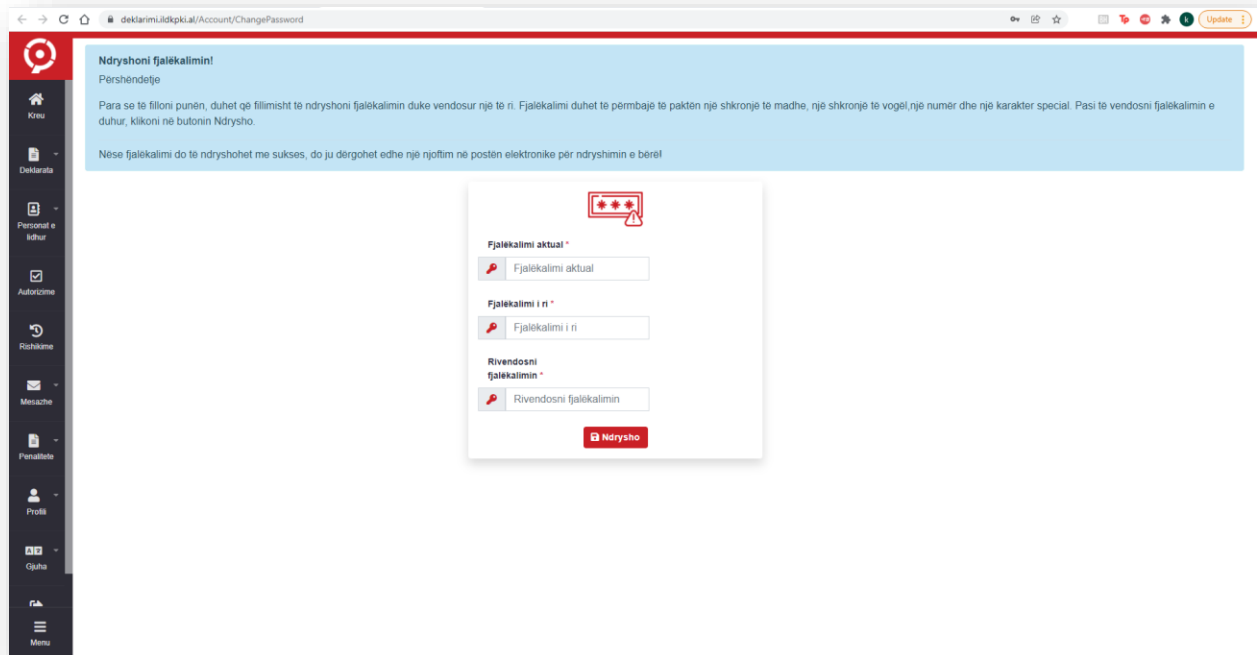 deklarimi.ildkpki.al/Account/ChangePassword
Tp
k
Update
Ndryshoni fjalëkalimin!
Përshëndetje
Para se të filloni punën, duhet që fillimisht të ndryshoni fjalëkalimin duke vendosur një të ri. Fjalëkalimi duhet të përmbajë të paktën një shkronjë të madhe, një shkronjë të vogël,një numër dhe një karakter special. Pasi të vendosni fjalëkalimin e
duhur, klikoni në butonin Ndrysho.
Nëse fjalëkalimi do të ndryshohet me sukses, do ju dërgohet edhe një njoftim në postën elektronike për ndryshimin e bërë!
Kreu
Deklarata
Personat e
lidhur
Autorizime
Rishikime
Mesazhe
Penalitete
Profili
Gjuha
Menu
Fjalëkalimi aktual *
Fjalëkalimi aktual
Fjalëkalimi i ri *
Fjalëkalimi i ri
Rivendosni
fjalëkalimin *
Rivendosni fjalëkalimin
Ndrysho